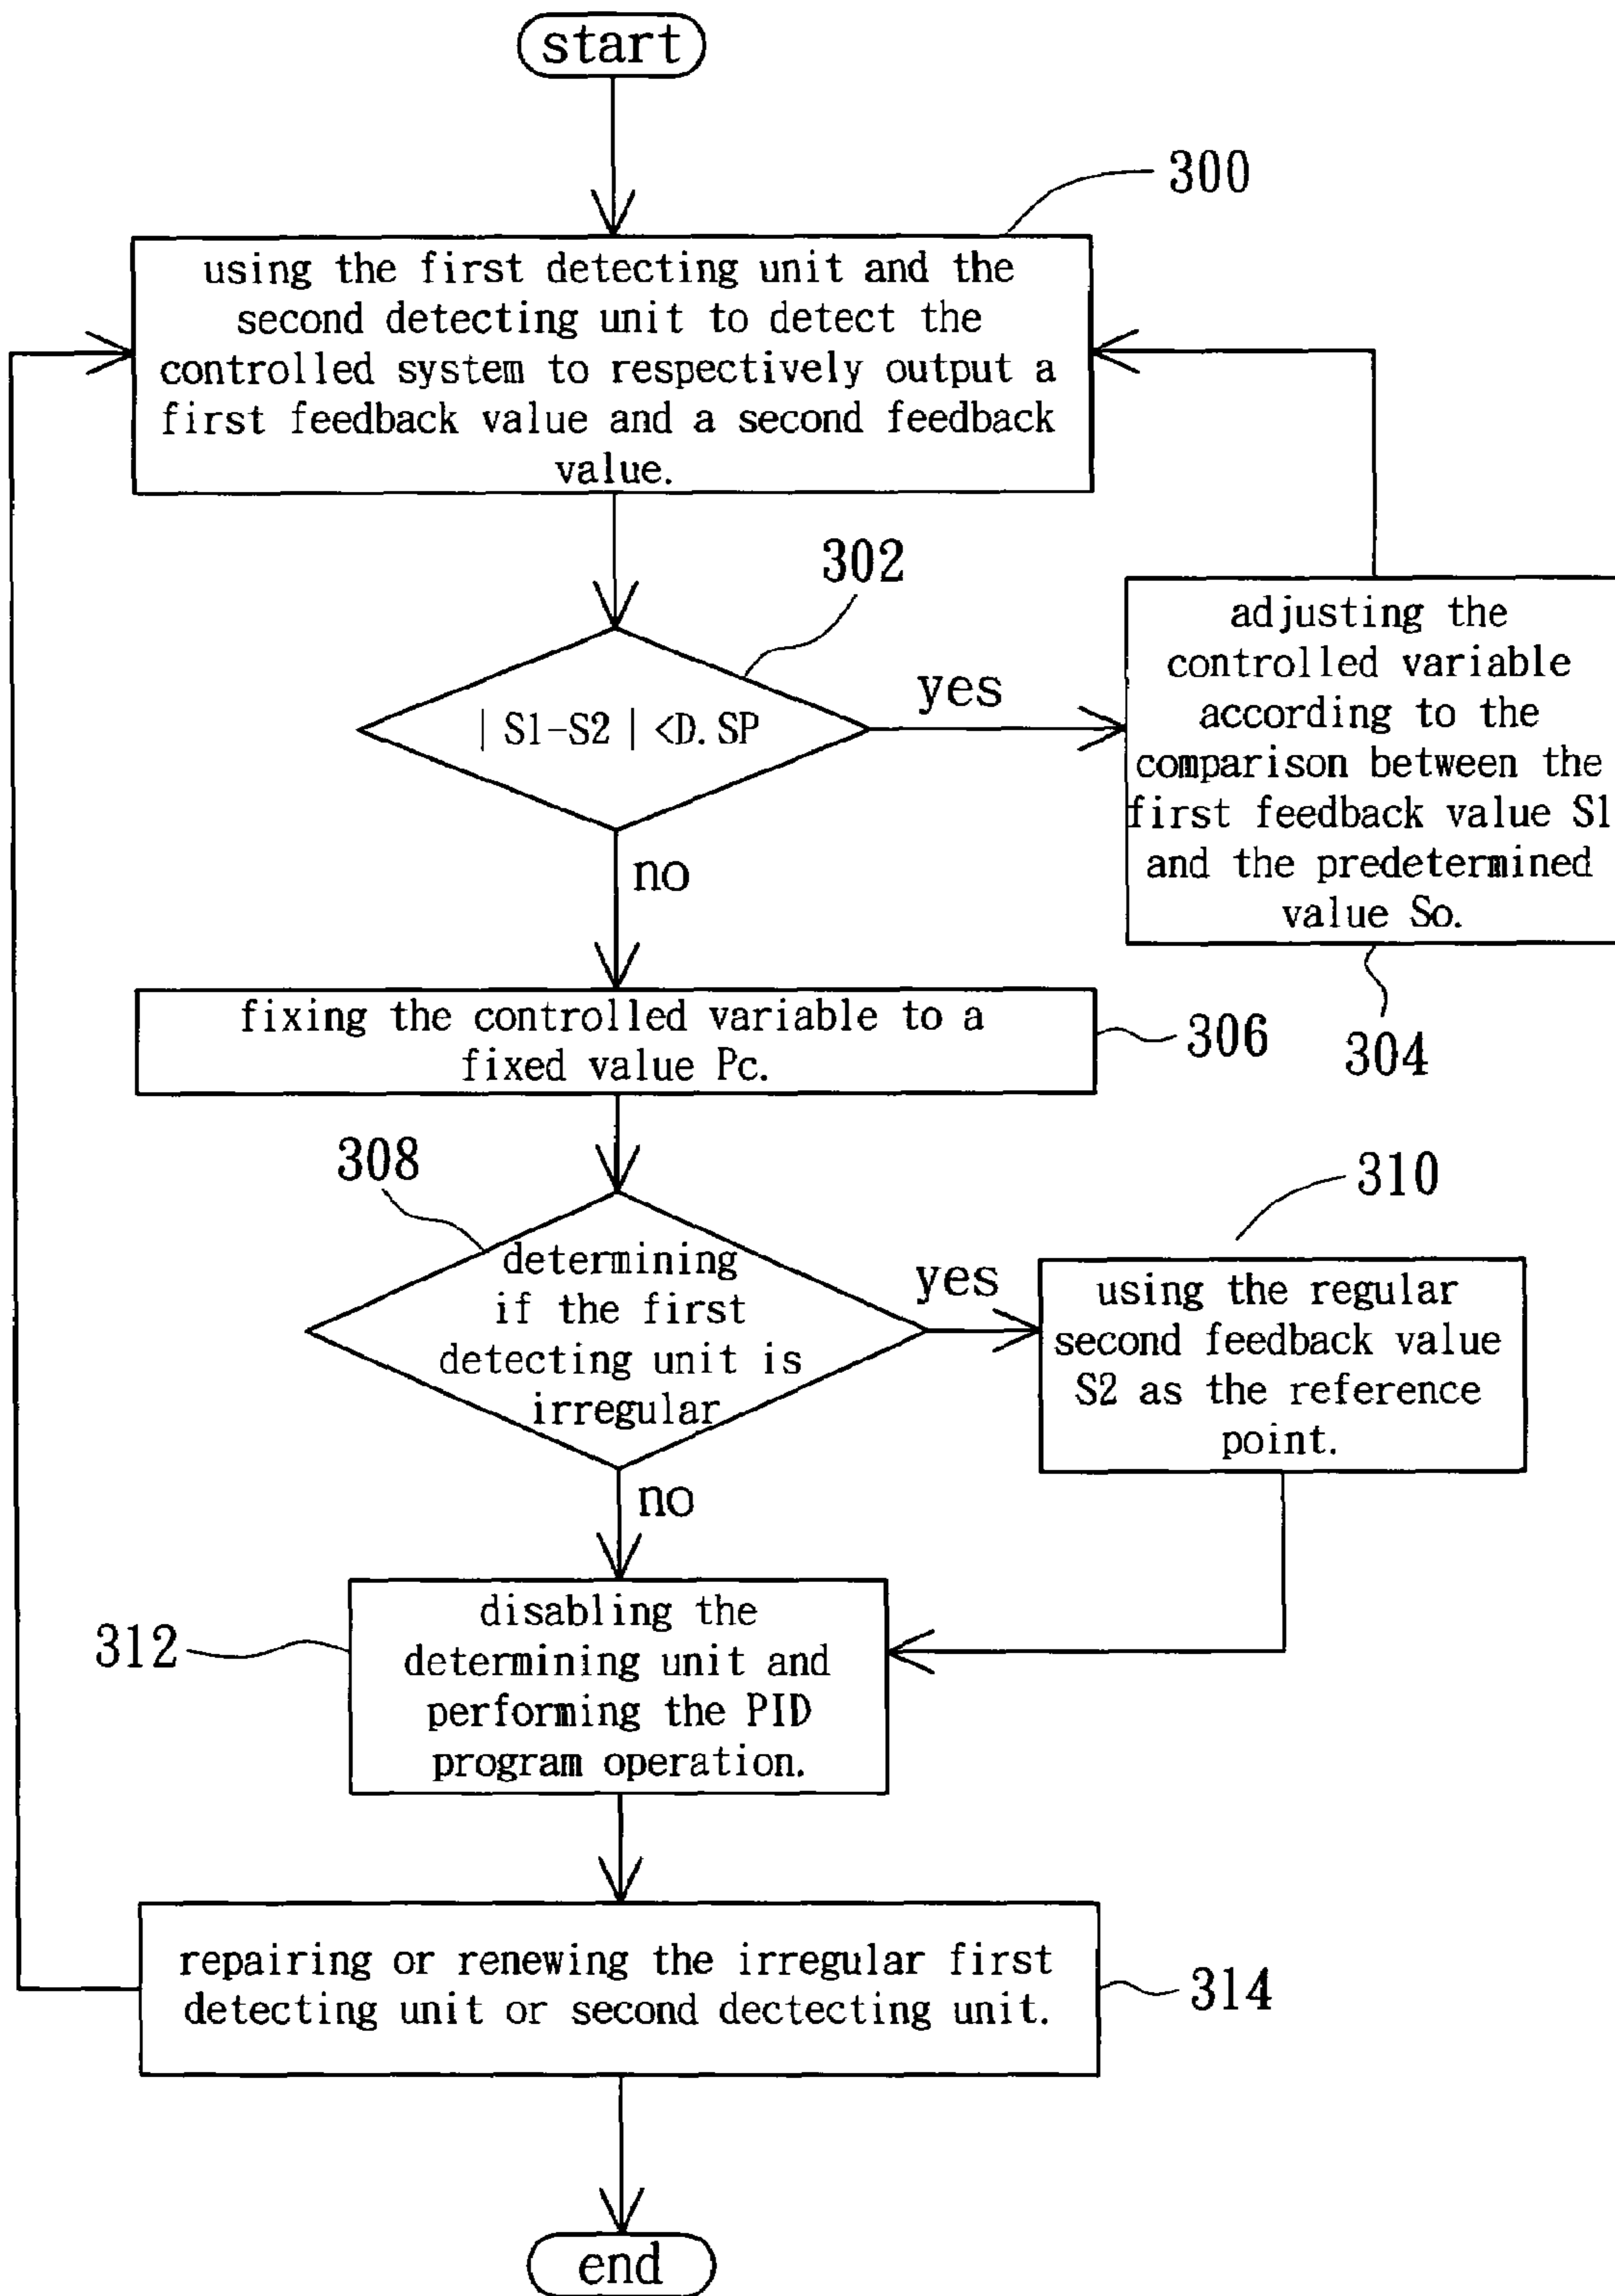 start
300
using the first detecting unit and the
second detecting unit to detect the
controlled system to respectively output a
first feedback value and a second feedback
value.
302
| S1-S2 | <D.SP
yes
adjusting the
controlled variable
according to the
comparison between the
first feedback value S1
and the predetermined
value So.
304
no
fixing the controlled variable to a
fixed value Pc.
306
308
determining
if the first
detecting unit is
irregular
yes
310
using the regular
second feedback value
S2 as the reference
point.
no
312
disabling the
determining unit and
performing the PID
program operation.
repairing or renewing the irregular first
detecting unit or second dectecting unit.
314
end